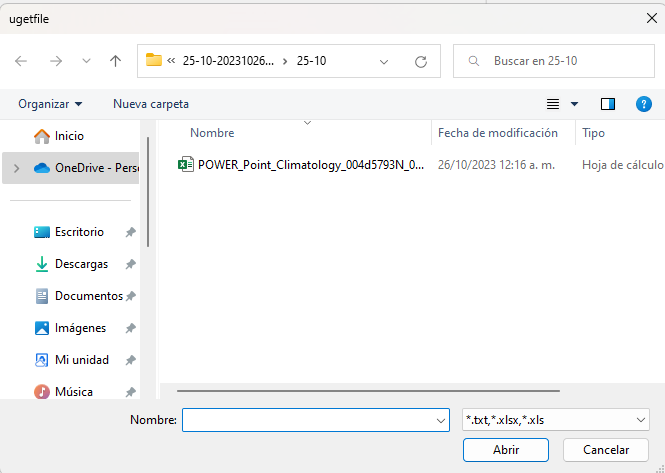 ugetfile
25-10-20231026... > 25-10
Buscar en 25-10
Organizar
Nueva carpeta
Inicio
OneDrive - Perso
Escritorio
Descargas
Documentos
Imágenes
Mi unidad
Música
Nombre
Fecha de modificación
Tipo
POWER_Point_Climatology_004d5793N_0...
26/10/2023 12:16 a. m.
Hoja de cálculo
Nombre:
*.txt,*.xlsx,*.xls
Abrir
Cancelar